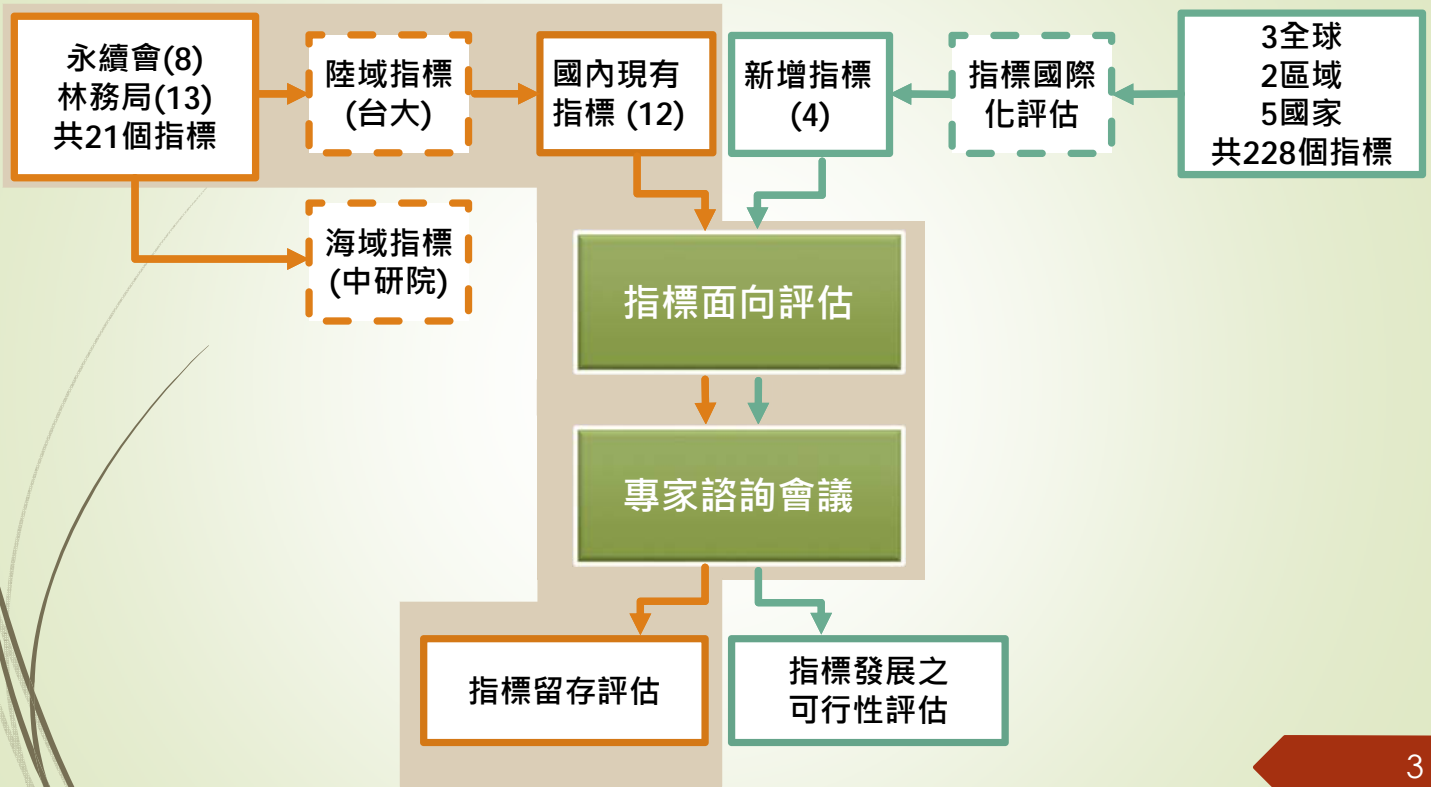 永續會(8)
林務局(13)
共21個指標
陸域指標
(台大)
國內現有
指標 (12)
新增指標
(4)
指標國際
化評估
3全球
2區域
5國家
共228個指標
海域指標
(中研院)
指標面向評估
專家諮詢會議
指標留存評估
指標發展之
可行性評估
3